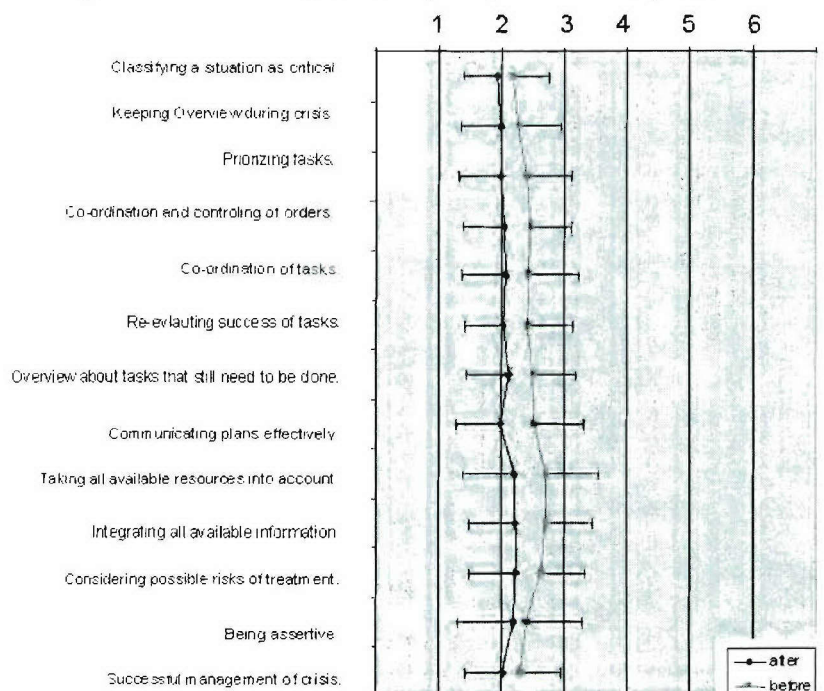 1 2 3 4 5 6
Classifying a situation as critical
Keeping Overview during crisis.
Priorizing tasks.
Co-ordination and controling of orders.
Co-ordination of tasks.
Re-evlauting success of tasks.
Overview about tasks that still need to be done.
Communicating plans effectively
Taking all available resources into account
Integrating all available information
Considering possible risks of treatment.
Being assertive
Successful management of crisis.
after
before